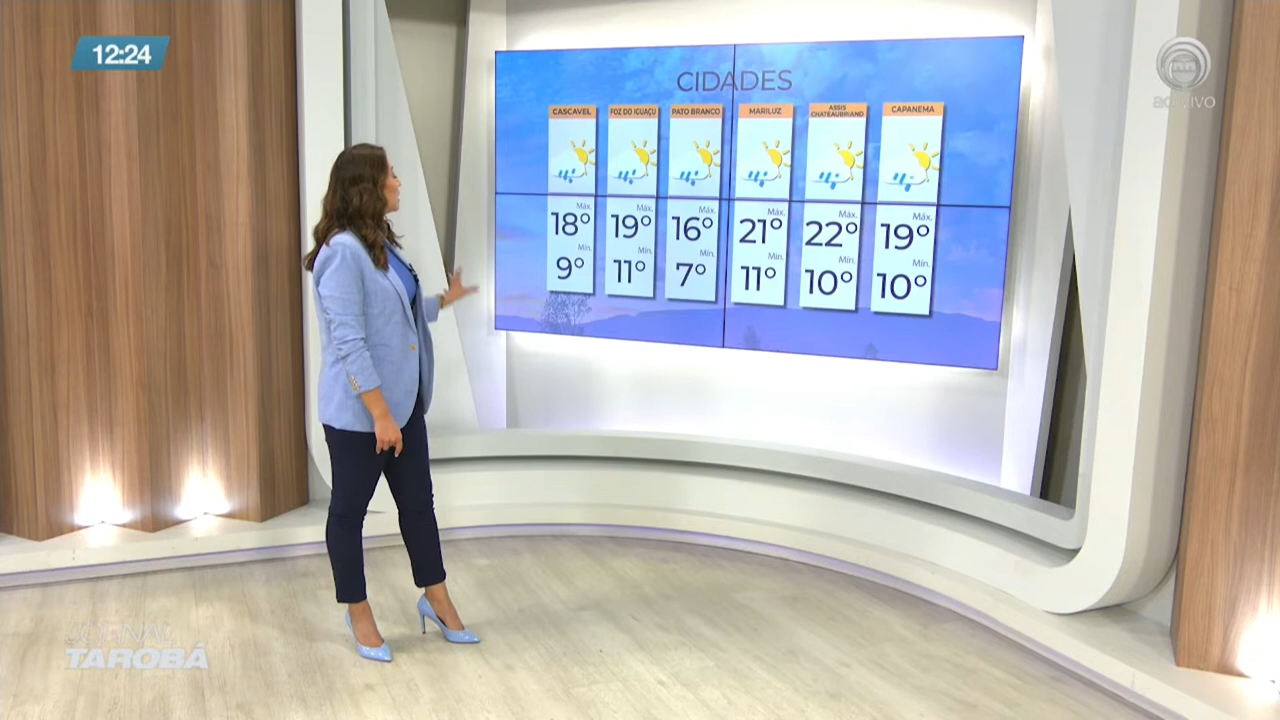 12:24
ao vivo
CIDADES
CASCAVEL
FOZ DO IGUAÇU
PATO BRANCO
MARILUZ
ASSIS
CHATEAUBRIAND
CAPANEMA
Máx.
18°
Mín.
9°
Máx.
19°
Mín.
11°
Máx.
16°
Mín.
7°
Máx.
21°
Mín.
11°
Máx.
22°
Mín.
10°
Máx.
19°
Mín.
10°
JORNAL
TAROBÁ